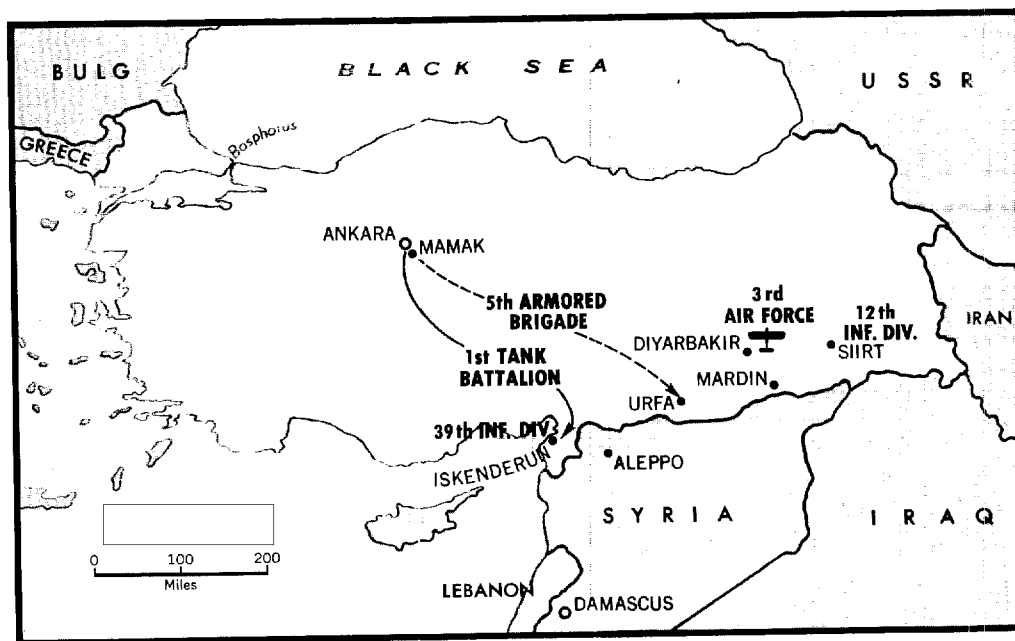 BULG
BLACK SEA
USSR
GREECE
Bosphorus
ANKARA
MAMAK
5th ARMORED
BRIGADE
3rd
AIR FORCE
12th
INF. DIV.
IRAN
DIYARBAKIR
SIIRT
1st TANK
BATTALION
MARDIN
URFA
39th INF. DIV.
ISKENDERUN
ALEPPO
SYRIA
IRAQ
0 100 200
Miles
LEBANON
DAMASCUS